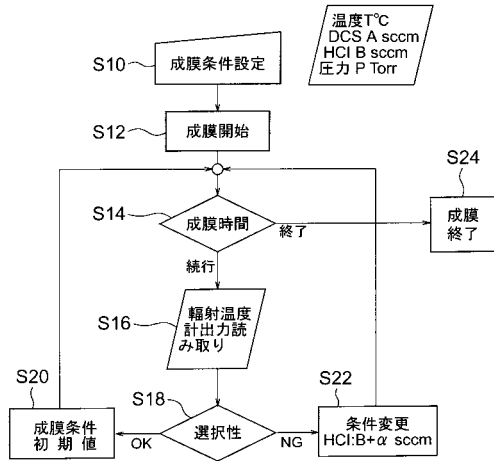 温度T℃
DCS A sccm
HCl B sccm
圧力 P Torr
S10
成膜条件設定
S12
成膜開始
S14
成膜時間
終了
続行
S24
成膜
終了
S16
輻射温度
計出力読
み取り
S18
選択性
OK
NG
S20
成膜条件
初期値
S22
条件変更
HCl:B+α sccm